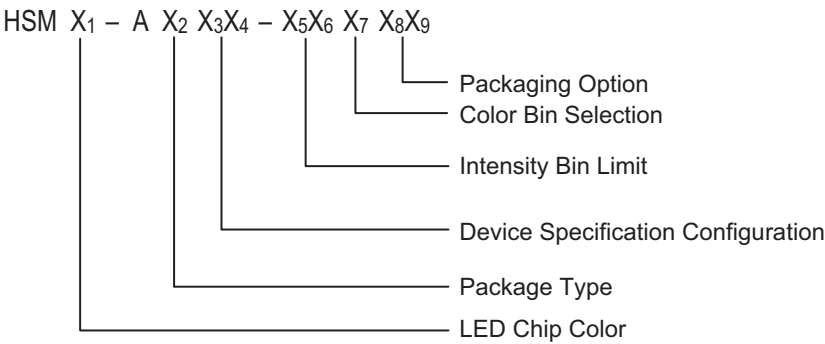 HSM X1 – A X2 X3X4 – X5X6 X7 X8X9
Packaging Option
Color Bin Selection
Intensity Bin Limit
Device Specification Configuration
Package Type
LED Chip Color